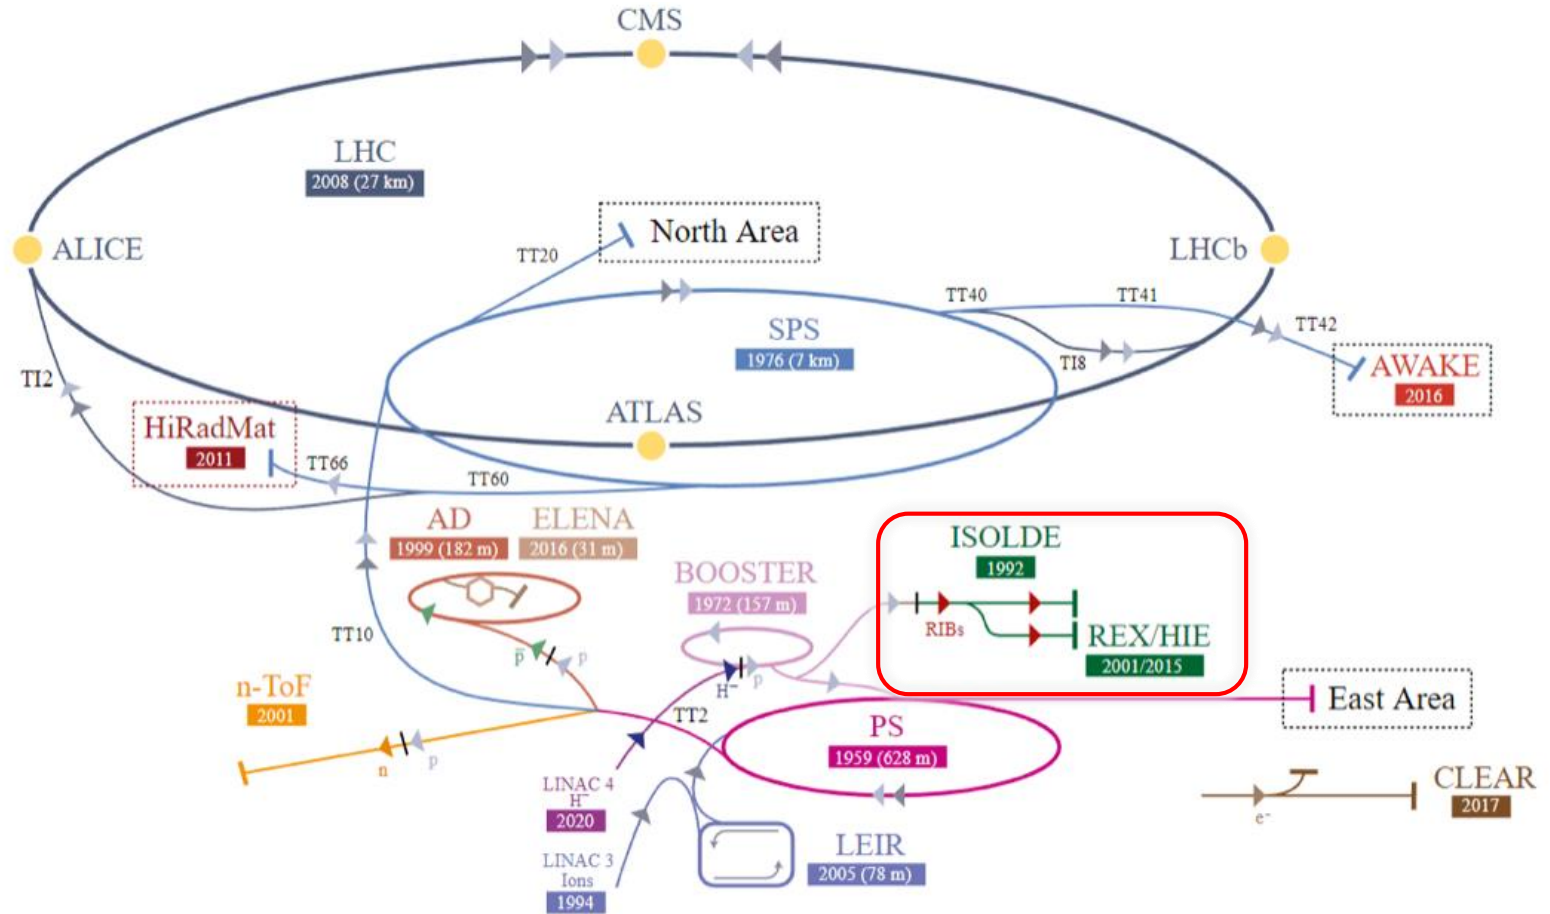 CMS
LHC
2008 (27 km)
North Area
TT20
ALICE
LHCb
TT40
TT41
TT42
SPS
1976 (7 km)
TI8
AWAKE
2016
TI2
HiRadMat
2011
ATLAS
TT66
TT60
AD
1999 (182 m)
ELENA
2016 (31 m)
ISOLDE
1992
BOOSTER
1972 (157 m)
RIBs
REX/HIE
2001/2015
TT10
p̅
p
H⁻
p
n-ToF
2001
n
p
TT2
East Area
PS
1959 (628 m)
LINAC 4
H⁻
2020
CLEAR
2017
e⁻
LINAC 3
Ions
1994
LEIR
2005 (78 m)